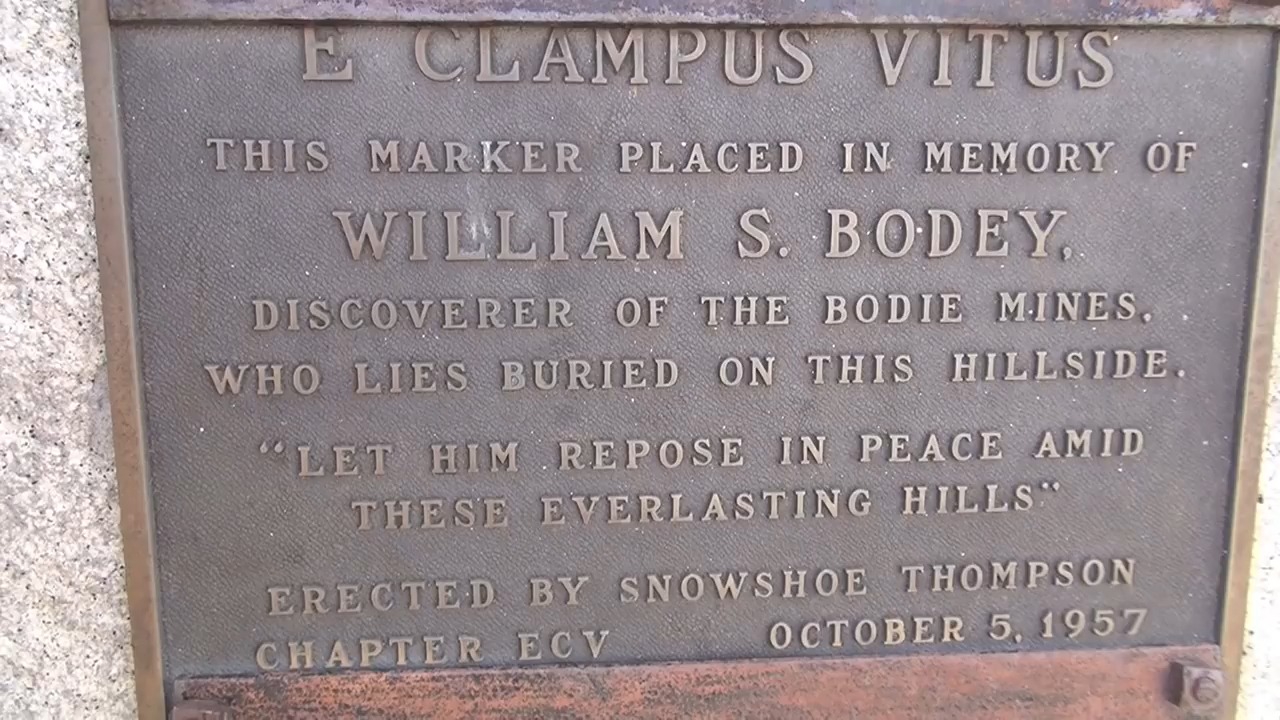 E CLAMPUS VITUS
THIS MARKER PLACED IN MEMORY OF
WILLIAM S. BODEY,
DISCOVERER OF THE BODIE MINES,
WHO LIES BURIED ON THIS HILLSIDE.
“LET HIM REPOSE IN PEACE AMID
THESE EVERLASTING HILLS”
ERECTED BY SNOWSHOE THOMPSON
CHAPTER ECV OCTOBER 5, 1957